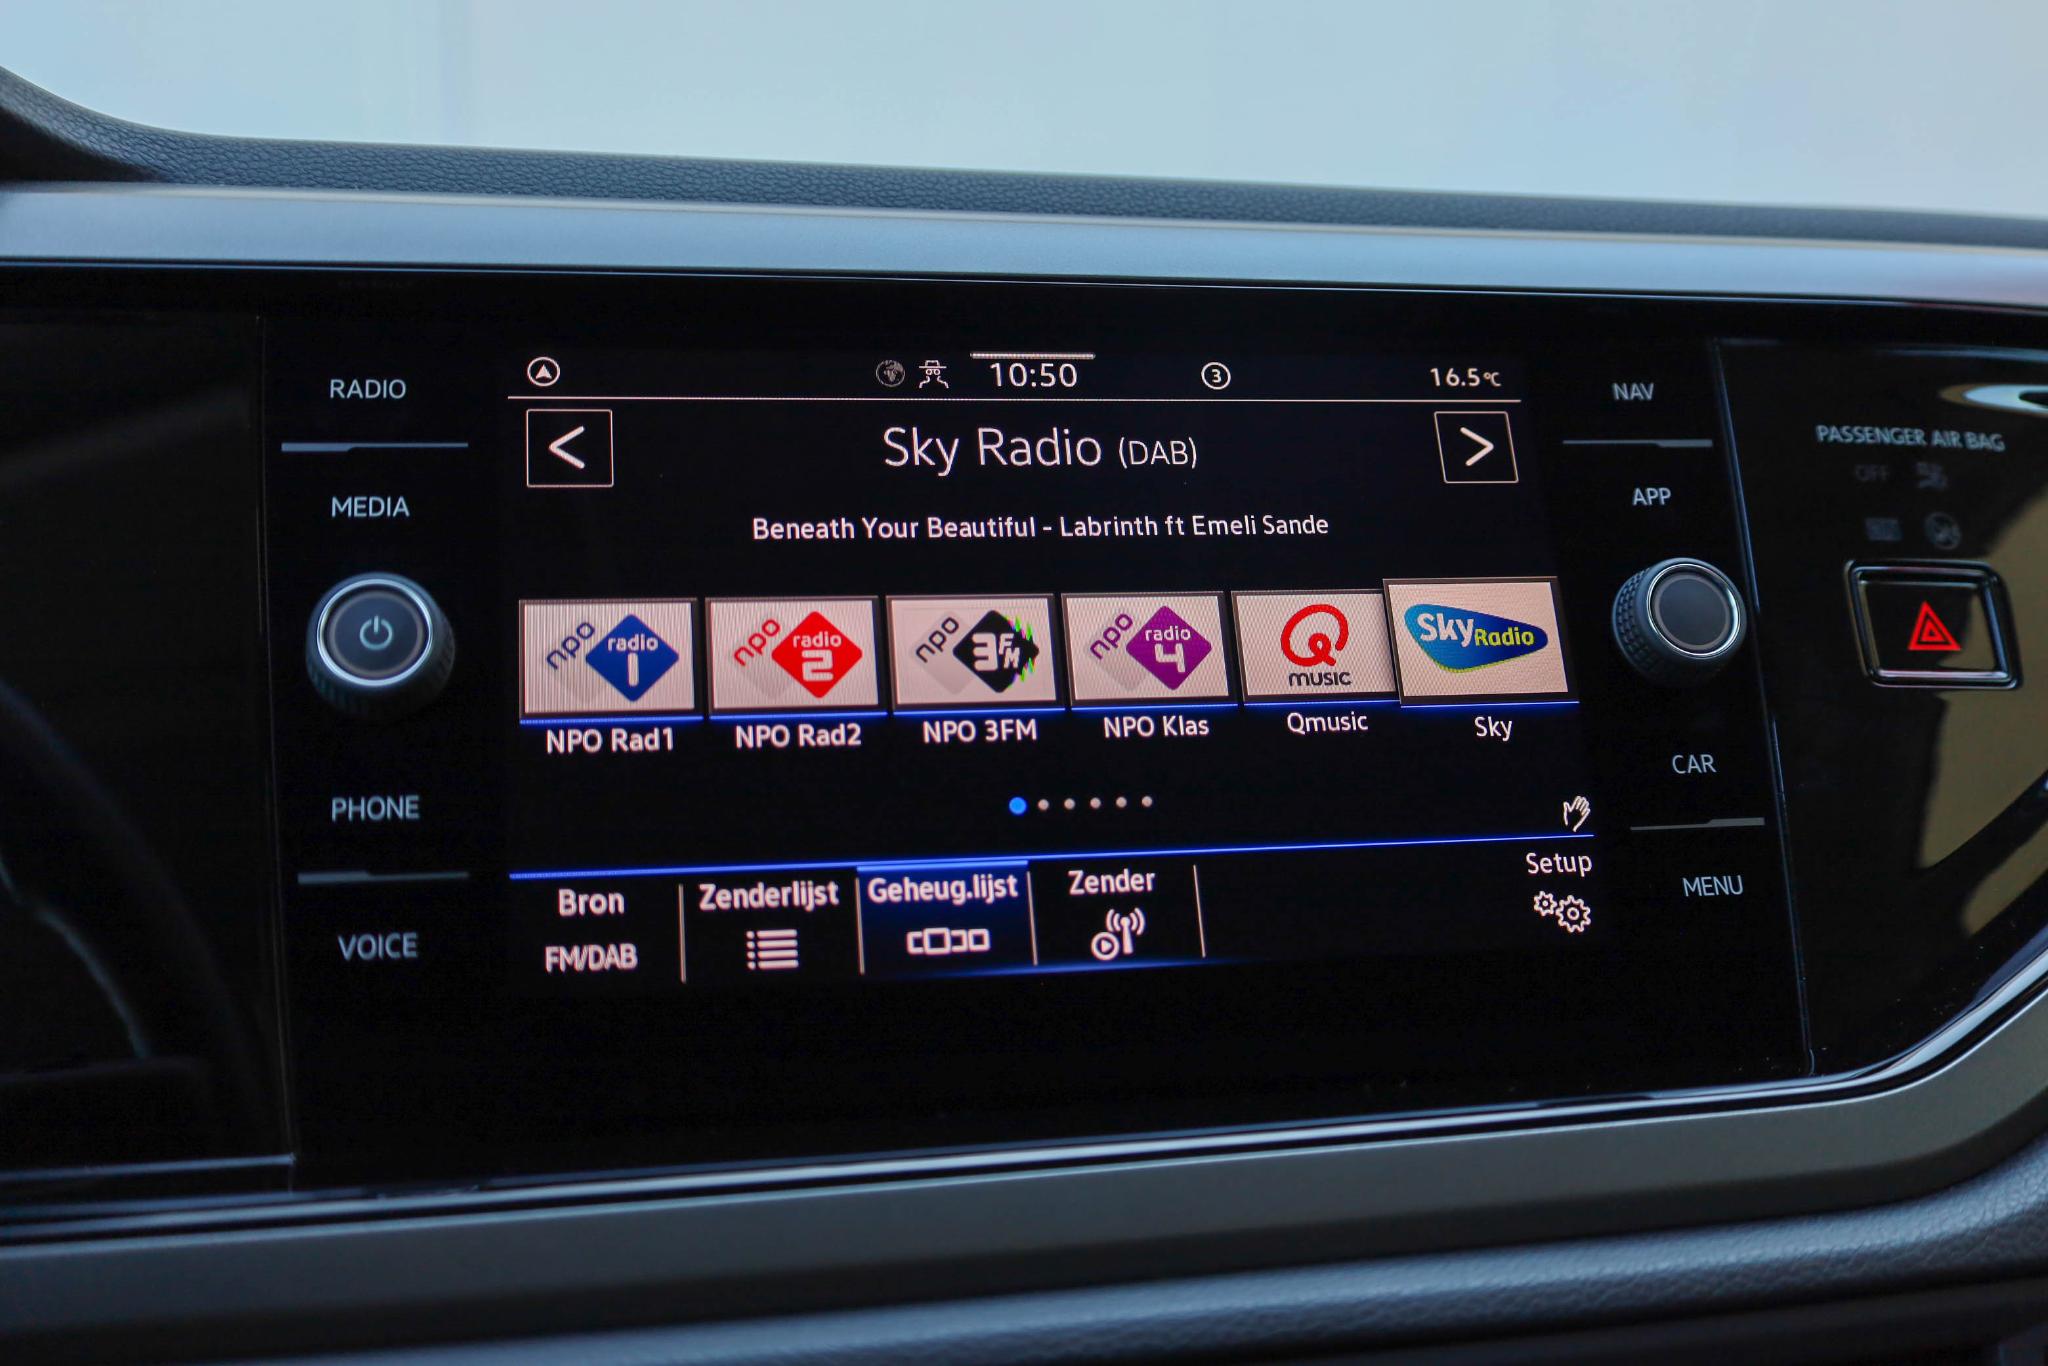 RADIO
MEDIA
PHONE
VOICE
10:50
3
16.5°C
<
Sky Radio (DAB)
>
Beneath Your Beautiful - Labrinth ft Emeli Sande
npo radio 1
npo radio 2
npo 3FM
npo radio 4
Q music
Sky Radio
NPO Rad1
NPO Rad2
NPO 3FM
NPO Klas
Qmusic
Sky
Bron
FM/DAB
Zenderlijst
Geheug.lijst
Zender
Setup
NAV
APP
CAR
MENU
PASSENGER AIR BAG
OFF